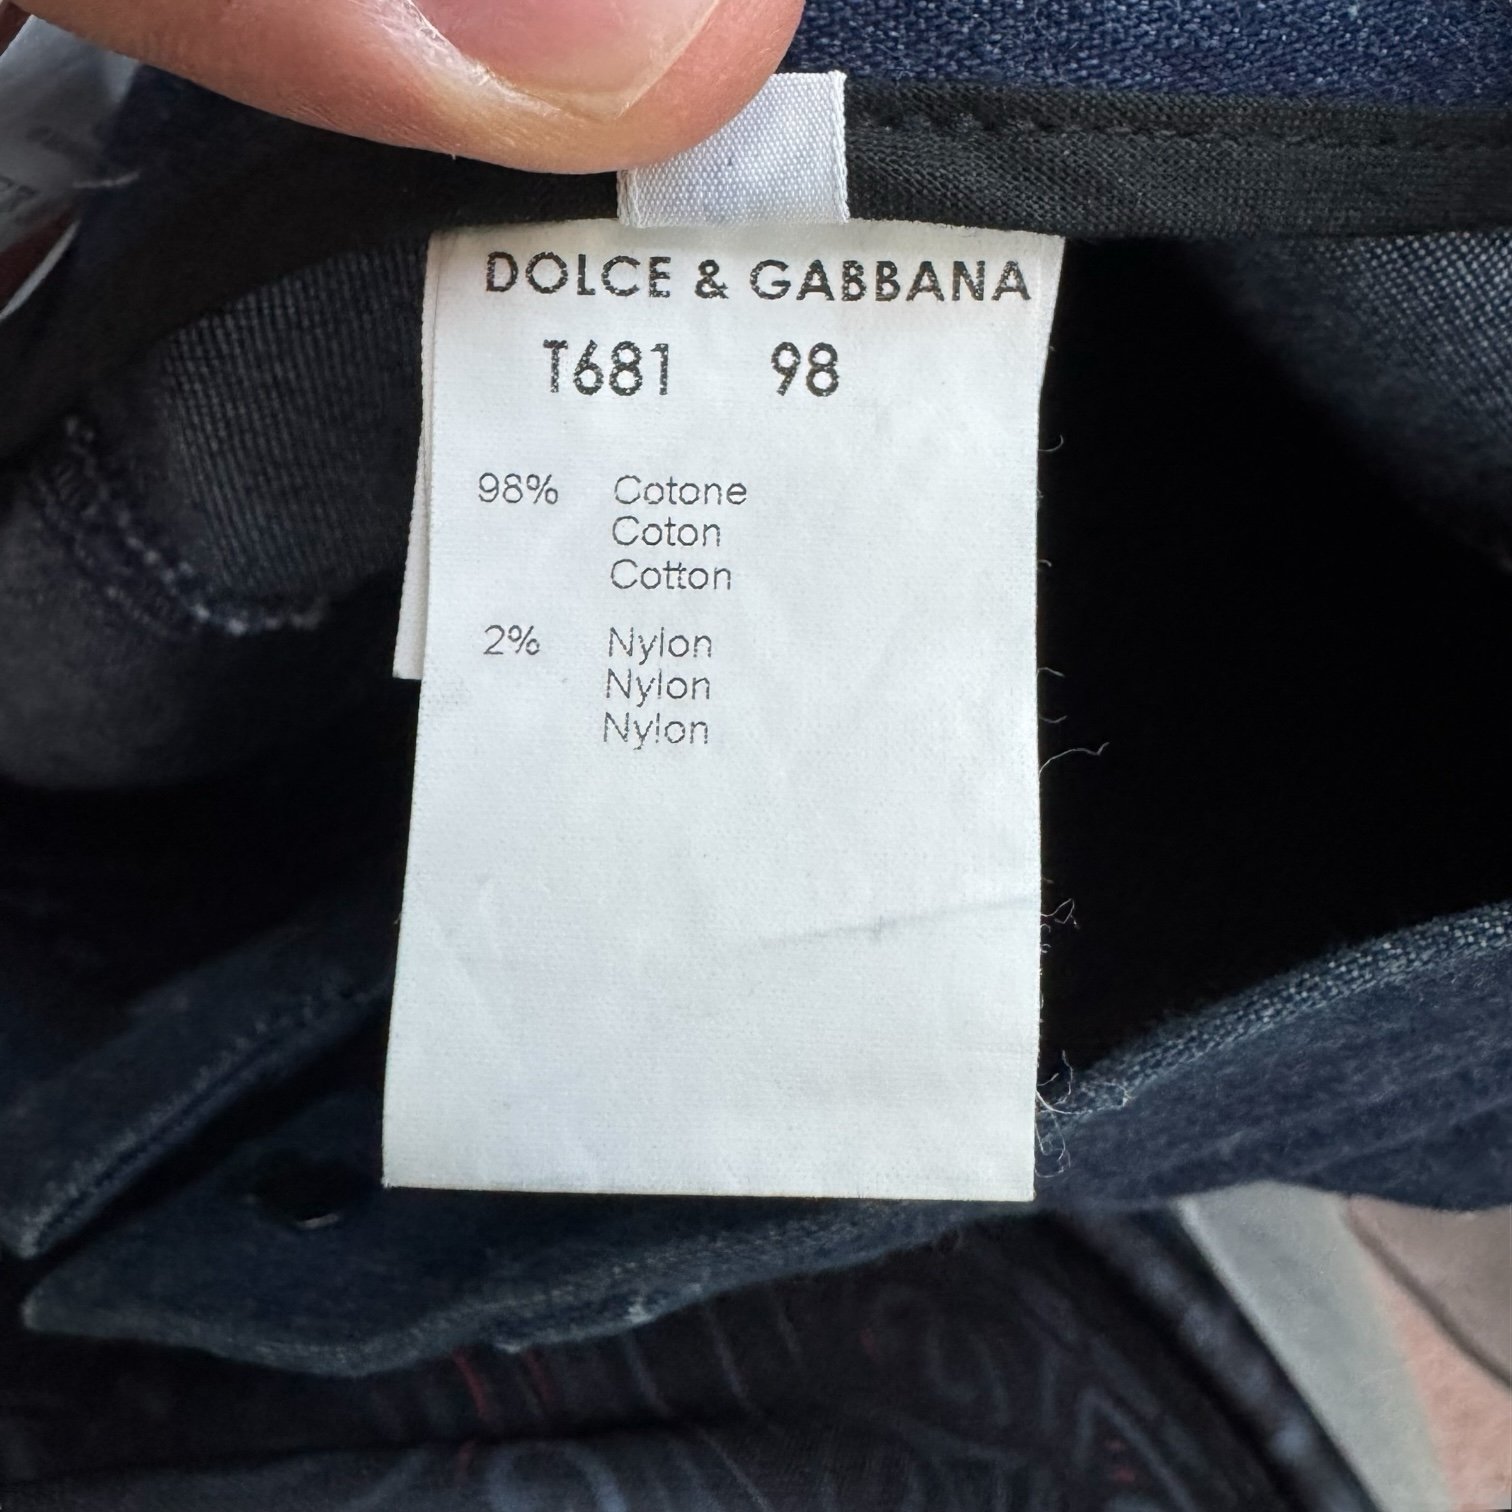 DOLCE & GABBANA
T681 98
98% Cotone
Coton
Cotton
2% Nylon
Nylon
Nylon